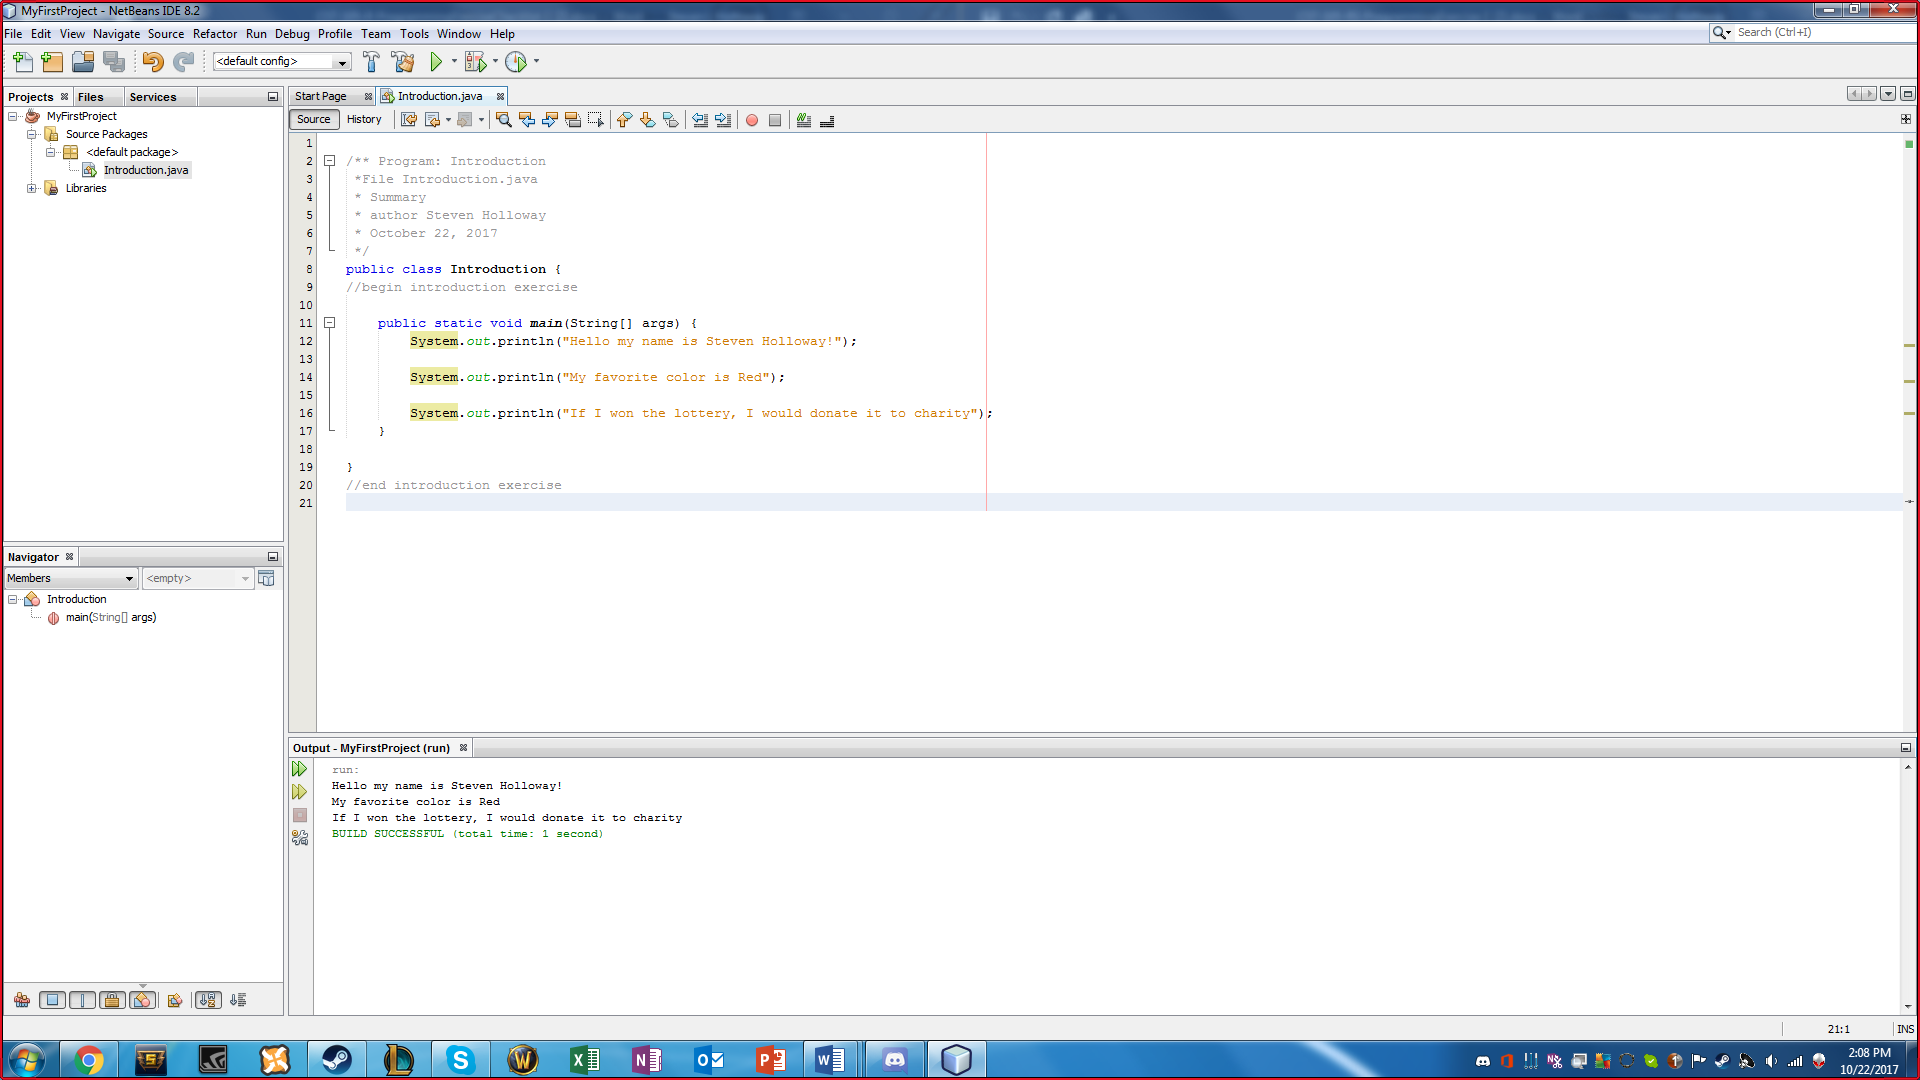 MyFirstProject - NetBeans IDE 8.2
File Edit View Navigate Source Refactor Run Debug Profile Team Tools Window Help
Search (Ctrl+I)
<default config>
Projects Files Services
MyFirstProject
Source Packages
<default package>
Introduction.java
Libraries
Start Page Introduction.java
Source History
1
2 /** Program: Introduction
3 *File Introduction.java
4 * Summary
5 * author Steven Holloway
6 * October 22, 2017
7 */
8 public class Introduction {
9 //begin introduction exercise
10
11 public static void main(String[] args) {
12 System.out.println("Hello my name is Steven Holloway!");
13
14 System.out.println("My favorite color is Red");
15
16 System.out.println("If I won the lottery, I would donate it to charity");
17 }
18
19 }
20 //end introduction exercise
21
Navigator
Members <empty>
Introduction
main(String[] args)
Output - MyFirstProject (run)
run:
Hello my name is Steven Holloway!
My favorite color is Red
If I won the lottery, I would donate it to charity
BUILD SUCCESSFUL (total time: 1 second)
21:1 INS
2:08 PM
10/22/2017